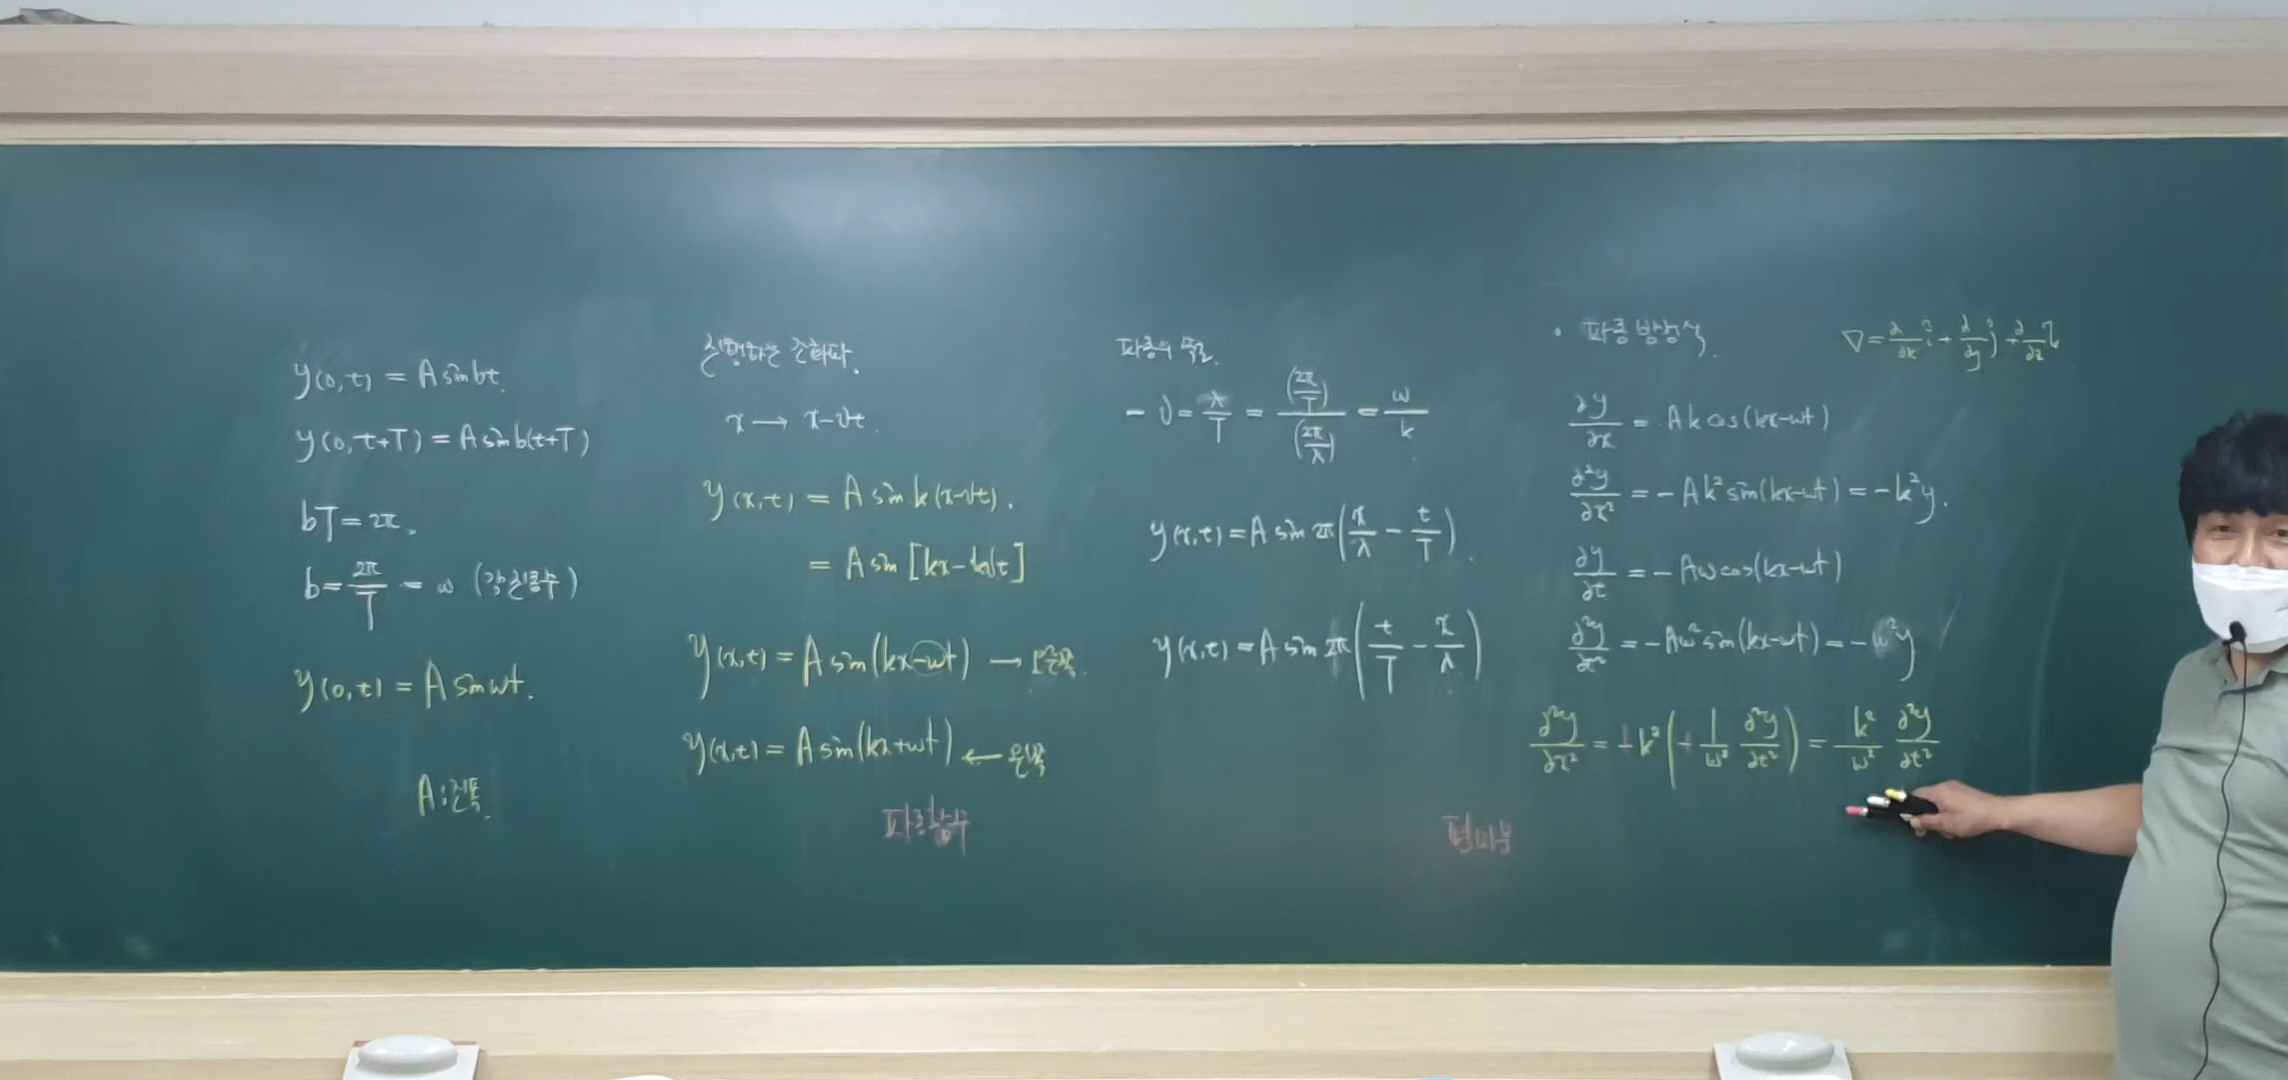 y(0,t) = A sin bt.
y(0,t+T) = A sin b(t+T)
bT = 2π.
b = 2π/T = ω (각진동수)
y(0,t) = A sin ωt.
A : 진폭.
진행하는 조화파.
x → x-vt.
y(x,t) = A sin k(x-vt).
= A sin [kx-kvt]
y(x,t) = A sin(kx-ωt) → 오른쪽.
y(x,t) = A sin(kx+ωt) ← 왼쪽
파동함수
파동의 속도.
- v = λ/T = (2π/T)/(2π/λ) = ω/k
y(x,t) = A sin 2π(x/λ - t/T).
y(x,t) = A sin 2π(t/T - x/λ)
편미분
· 파동방정식.
∇ = ∂/∂x i + ∂/∂y j + ∂/∂z k
∂y/∂x = Ak cos(kx-ωt)
∂²y/∂x² = -Ak² sin(kx-ωt) = -k²y.
∂y/∂t = -Aω cos(kx-ωt)
∂²y/∂t² = -Aω² sin(kx-ωt) = -ω²y
∂²y/∂x² = +k²(+1/ω² ∂²y/∂t²) = k²/ω² ∂²y/∂t²